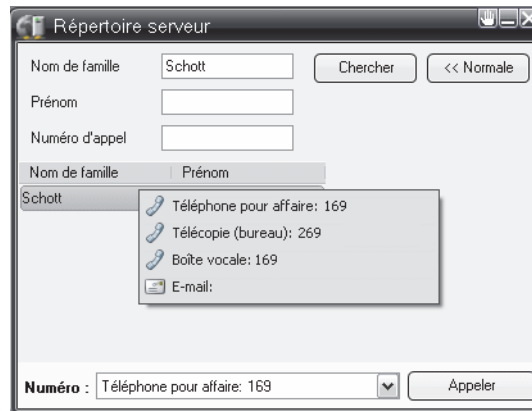 Répertoire serveur
Nom de famille Schott Chercher << Normale
Prénom
Numéro d'appel
Nom de famille Prénom
Schott
Téléphone pour affaire: 169
Télécopie (bureau): 269
Boîte vocale: 169
E-mail:
Numéro : Téléphone pour affaire: 169 Appeler